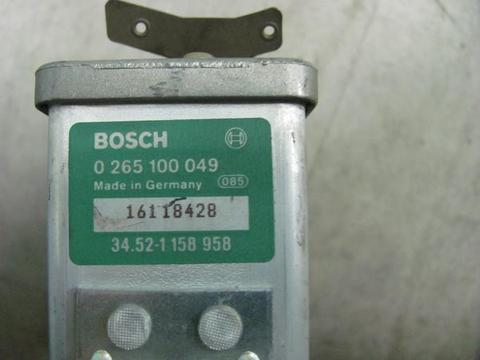 BOSCH
0 265 100 049
Made in Germany 085
16118428
34.52-1 158 958